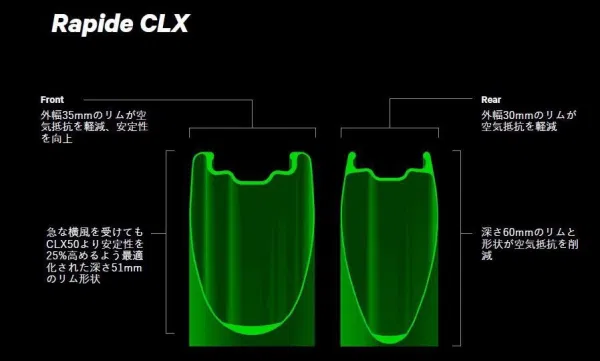 Rapide CLX
Front
外幅35mmのリムが空
気抵抗を軽減、安定性
を向上
Rear
外幅30mmのリムが
空気抵抗を軽減
急な横風を受けても
CLX50より安定性を
25%高めるよう最適
化された深さ51mm
のリム形状
深さ60mmのリムと
形状が空気抵抗を削
減